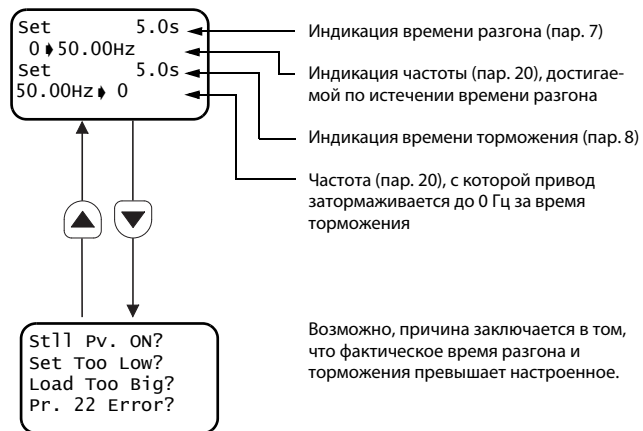 Set 5.0s
0➧50.00Hz
Set 5.0s
50.00Hz➧ 0
Индикация времени разгона (пар. 7)
Индикация частоты (пар. 20), достигае-
мой по истечении времени разгона
Индикация времени торможения (пар. 8)
Частота (пар. 20), с которой привод
затормаживается до 0 Гц за время
торможения
Stll Pv. ON?
Set Too Low?
Load Too Big?
Pr. 22 Error?
Возможно, причина заключается в том,
что фактическое время разгона и
торможения превышает настроенное.